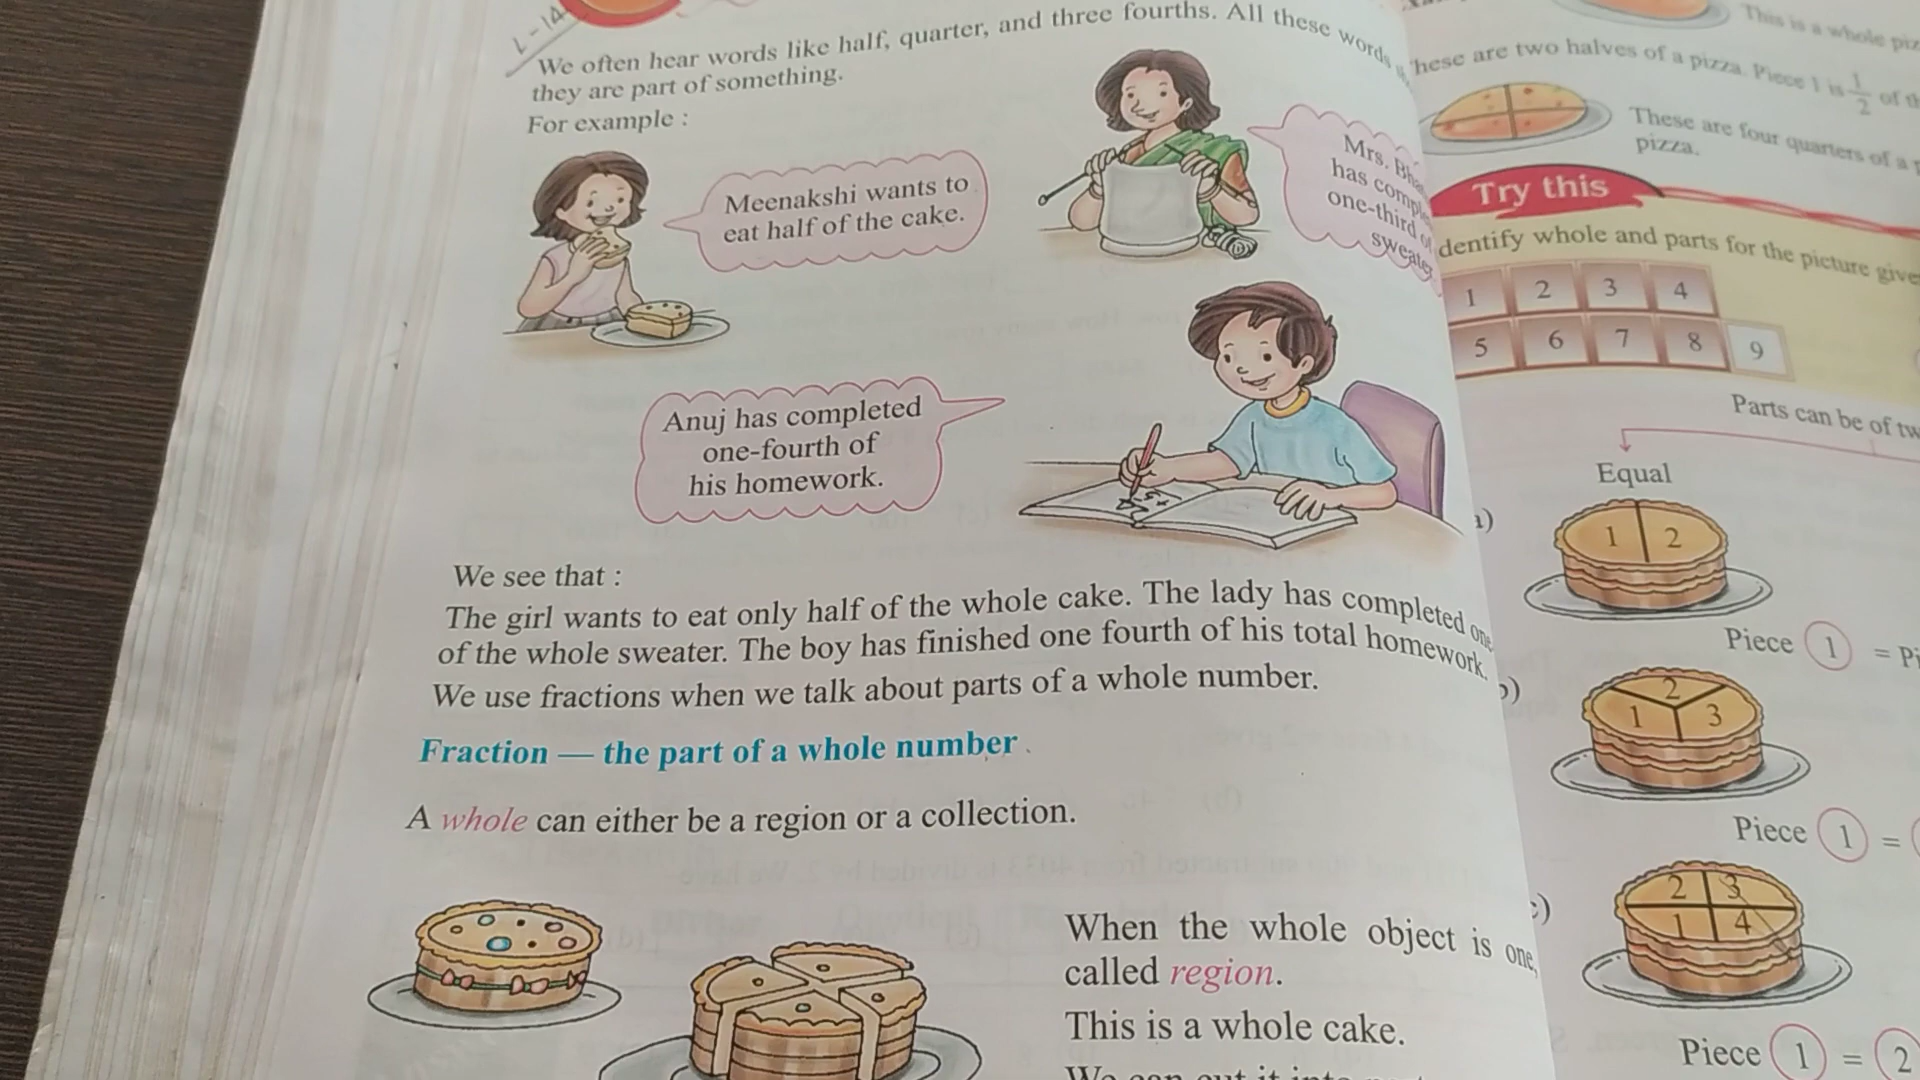 L-14
We often hear words like half, quarter, and three fourths. All these words
they are part of something.
For example :
Meenakshi wants to
eat half of the cake.
Mrs.
has
one-third
sweater
Anuj has completed
one-fourth of
his homework.
We see that :
The girl wants to eat only half of the whole cake. The lady has completed one
of the whole sweater. The boy has finished one fourth of his total homework.
We use fractions when we talk about parts of a whole number.
Fraction — the part of a whole number
A whole can either be a region or a collection.
When the whole object is one,
called region.
This is a whole cake.
This is a whole
hese are two halves of a pizza. Piece 1 is 1/2 of
These are four quarters of a
pizza.
Try this
dentify whole and parts for the picture
1 2 3 4
5 6 7 8 9
Parts can be of
Equal
1 2
Piece 1 =
b)
1 2 3
Piece 1 =
c)
2 3
1 4
Piece 1 = 2